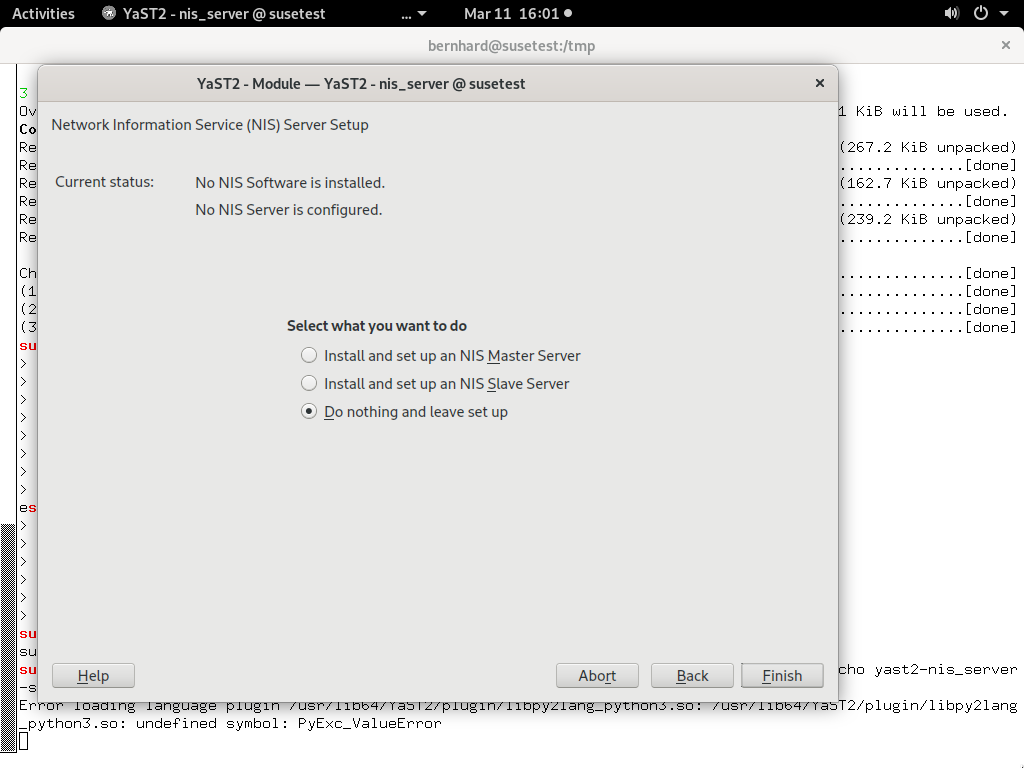 Activities YaST2 - nis_server @ susetest ... Mar 11 16:01
bernhard@susetest:/tmp
YaST2 - Module — YaST2 - nis_server @ susetest
3
Ov 1 KiB will be used.
Co
Re (267.2 KiB unpacked)
Re ..............[done]
Re (162.7 KiB unpacked)
Re ..............[done]
Re (239.2 KiB unpacked)
Re ..............[done]
Ch ..............[done]
(1 ..............[done]
(2 ..............[done]
(3 ..............[done]
su
>
>
>
>
>
>
>
>
es
>
>
>
>
>
>
su
su
su cho yast2-nis_server
-s
Network Information Service (NIS) Server Setup
Current status: No NIS Software is installed.
No NIS Server is configured.
Select what you want to do
Install and set up an NIS Master Server
Install and set up an NIS Slave Server
Do nothing and leave set up
Help Abort Back Finish
Error loading language plugin /usr/lib64/YaST2/plugin/libpy2lang_python3.so: /usr/lib64/YaST2/plugin/libpy2lang
_python3.so: undefined symbol: PyExc_ValueError